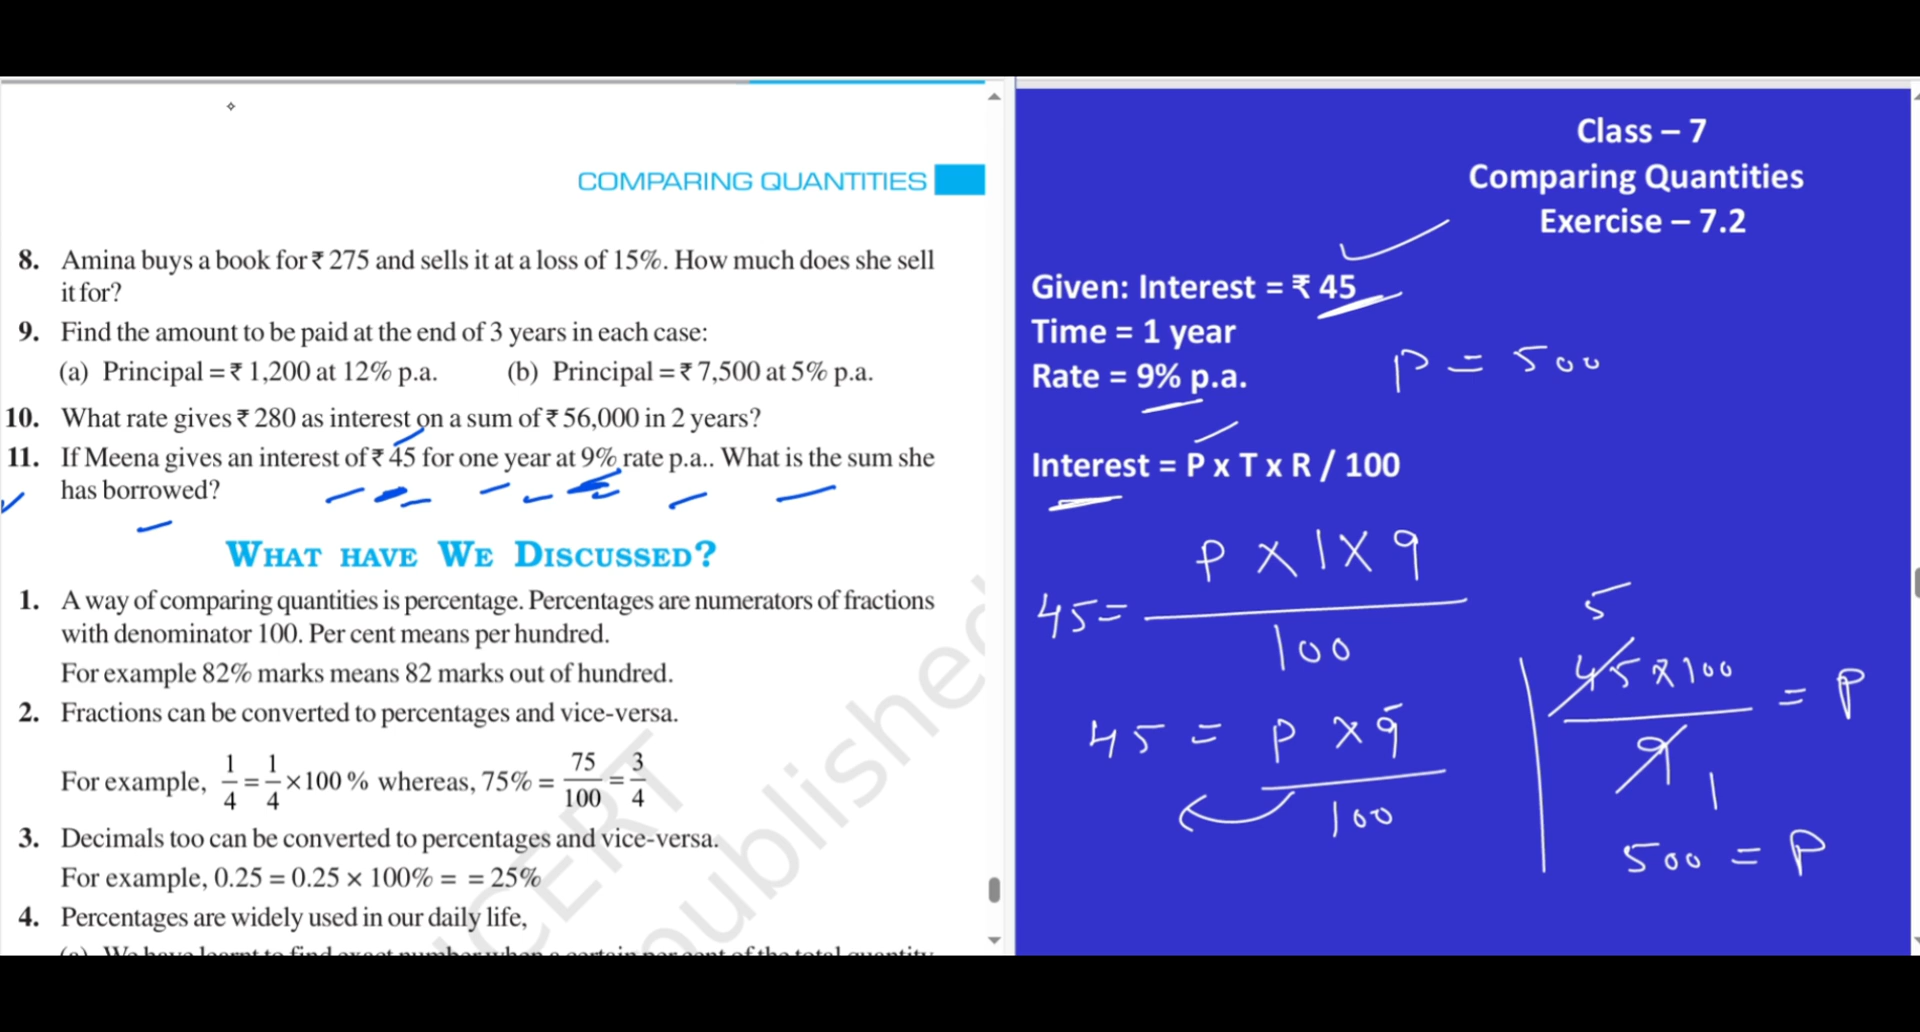 COMPARING QUANTITIES
8. Amina buys a book for ₹ 275 and sells it at a loss of 15%. How much does she sell
it for?
9. Find the amount to be paid at the end of 3 years in each case:
(a) Principal = ₹ 1,200 at 12% p.a. (b) Principal = ₹ 7,500 at 5% p.a.
10. What rate gives ₹ 280 as interest on a sum of ₹ 56,000 in 2 years?
11. If Meena gives an interest of ₹ 45 for one year at 9% rate p.a.. What is the sum she
has borrowed?
WHAT HAVE WE DISCUSSED?
1. A way of comparing quantities is percentage. Percentages are numerators of fractions
with denominator 100. Per cent means per hundred.
For example 82% marks means 82 marks out of hundred.
2. Fractions can be converted to percentages and vice-versa.
For example, 1/4 = 1/4 × 100 % whereas, 75% = 75/100 = 3/4
3. Decimals too can be converted to percentages and vice-versa.
For example, 0.25 = 0.25 × 100% = = 25%
4. Percentages are widely used in our daily life,
Class – 7
Comparing Quantities
Exercise – 7.2
Given: Interest = ₹ 45
Time = 1 year
Rate = 9% p.a.
P = 500
Interest = P x T x R / 100
45 = P X 1 X 9
100
45 = P X 9
100
5
45 x 100 = P
9 1
500 = P